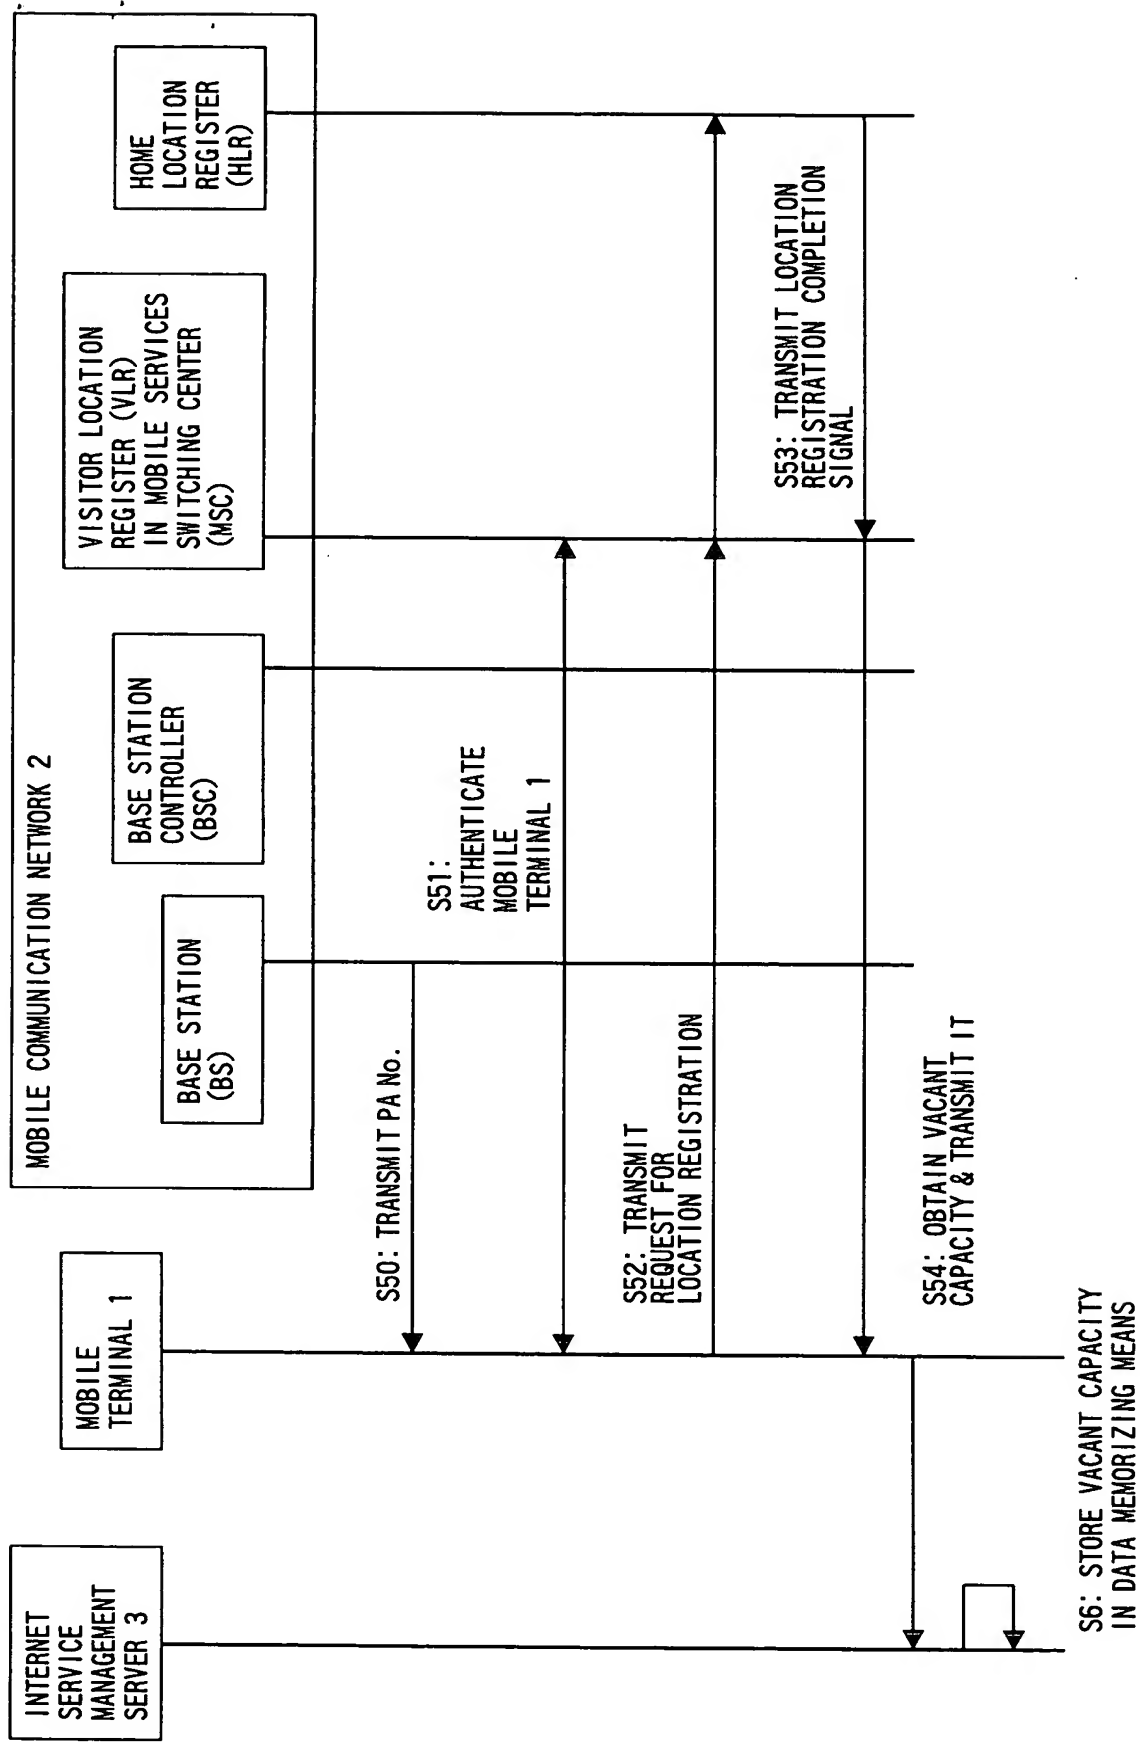 MOBILE COMMUNICATION NETWORK 2
INTERNET
SERVICE
MANAGEMENT
SERVER 3
MOBILE
TERMINAL 1
BASE STATION
(BS)
BASE STATION
CONTROLLER
(BSC)
VISITOR LOCATION
REGISTER (VLR)
IN MOBILE SERVICES
SWITCHING CENTER
(MSC)
HOME
LOCATION
REGISTER
(HLR)
S50: TRANSMIT PA No.
S51:
AUTHENTICATE
MOBILE
TERMINAL 1
S52: TRANSMIT
REQUEST FOR
LOCATION REGISTRATION
S53: TRANSMIT LOCATION
REGISTRATION COMPLETION
SIGNAL
S54: OBTAIN VACANT
CAPACITY & TRANSMIT IT
S6: STORE VACANT CAPACITY
IN DATA MEMORIZING MEANS